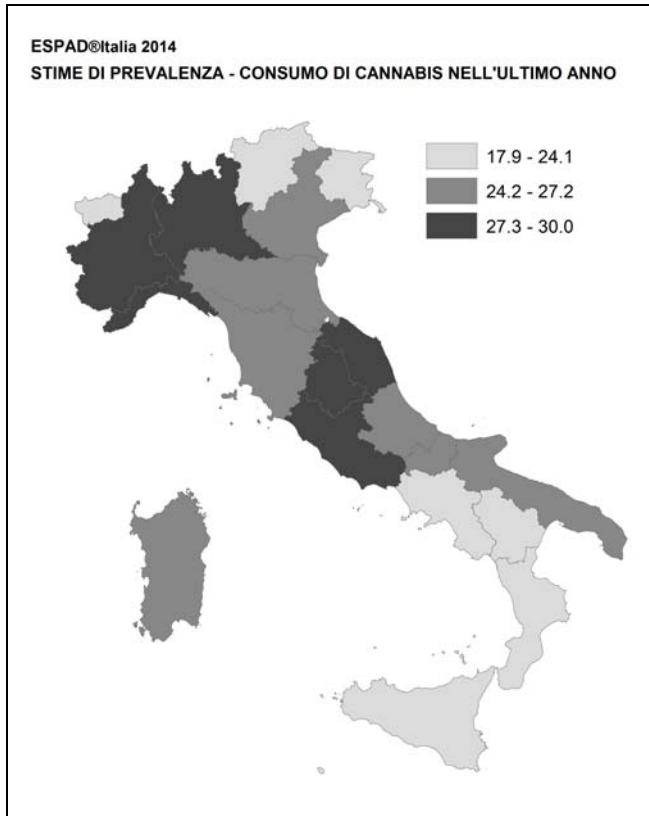 ESPAD®Italia 2014
STIME DI PREVALENZA - CONSUMO DI CANNABIS NELL'ULTIMO ANNO
17.9 - 24.1
24.2 - 27.2
27.3 - 30.0